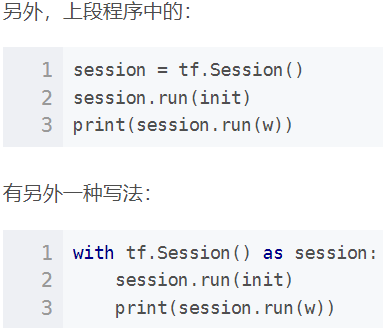 另外，上段程序中的：
1 session = tf.Session()
2 session.run(init)
3 print(session.run(w))
有另外一种写法：
1 with tf.Session() as session:
2     session.run(init)
3     print(session.run(w))